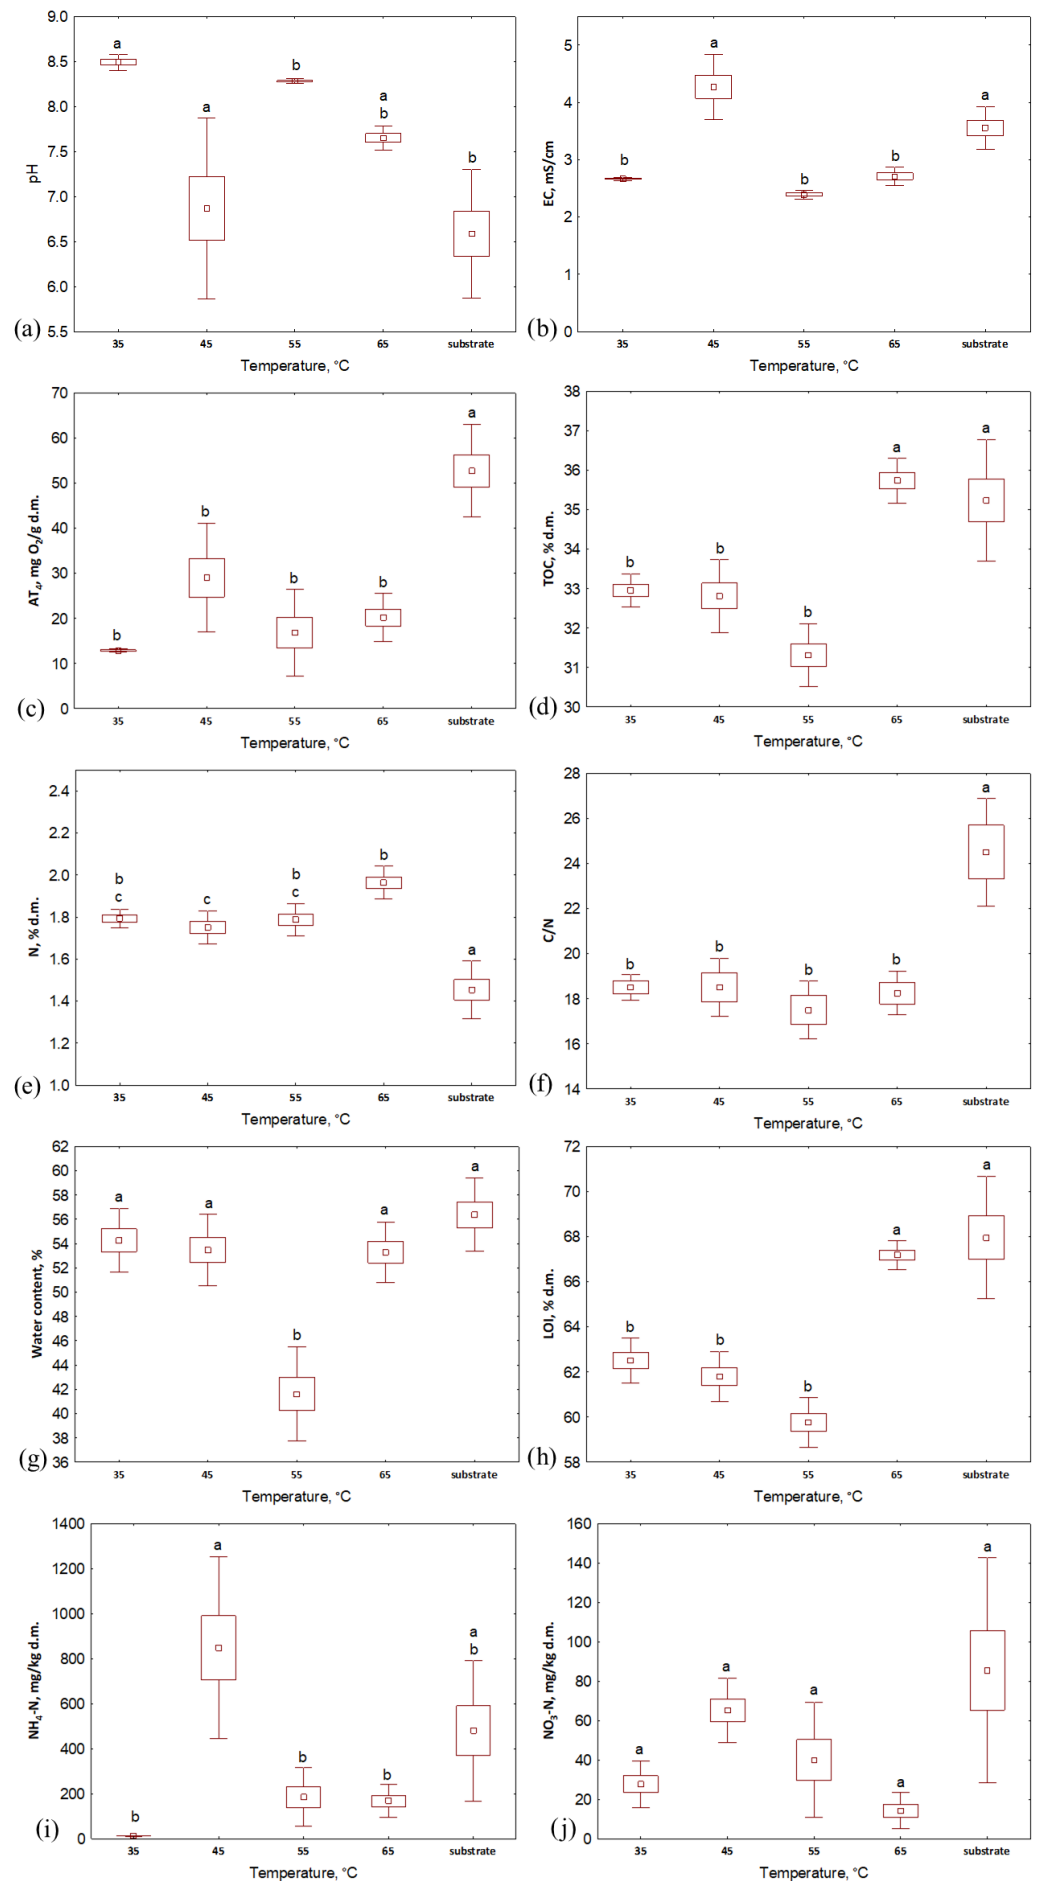 9.0
8.5
8.0
7.5
7.0
6.5
6.0
5.5
pH
a
a
b
a
b
b
35
45
55
65
substrate
Temperature, °C
(a)
5
4
3
2
1
0
EC, mS/cm
b
a
b
b
a
35
45
55
65
substrate
Temperature, °C
(b)
70
60
50
40
30
20
10
0
AT4, mg O2/g d.m.
b
b
b
b
a
35
45
55
65
substrate
Temperature, °C
(c)
38
37
36
35
34
33
32
31
30
TOC, % d.m.
b
b
b
a
a
35
45
55
65
substrate
Temperature, °C
(d)
2.4
2.2
2.0
1.8
1.6
1.4
1.2
1.0
N, % d.m.
b
c
c
b
c
b
a
35
45
55
65
substrate
Temperature, °C
(e)
28
26
24
22
20
18
16
14
C/N
b
b
b
b
a
35
45
55
65
substrate
Temperature, °C
(f)
62
60
58
56
54
52
50
48
46
44
42
40
38
36
Water content, %
a
a
b
a
a
35
45
55
65
substrate
Temperature, °C
(g)
72
70
68
66
64
62
60
58
LOI, % d.m.
b
b
b
a
a
35
45
55
65
substrate
Temperature, °C
(h)
1400
1200
1000
800
600
400
200
0
NH4-N, mg/kg d.m.
b
a
b
b
a
b
35
45
55
65
substrate
Temperature, °C
(i)
160
140
120
100
80
60
40
20
0
NO3-N, mg/kg d.m.
a
a
a
a
a
35
45
55
65
substrate
Temperature, °C
(j)